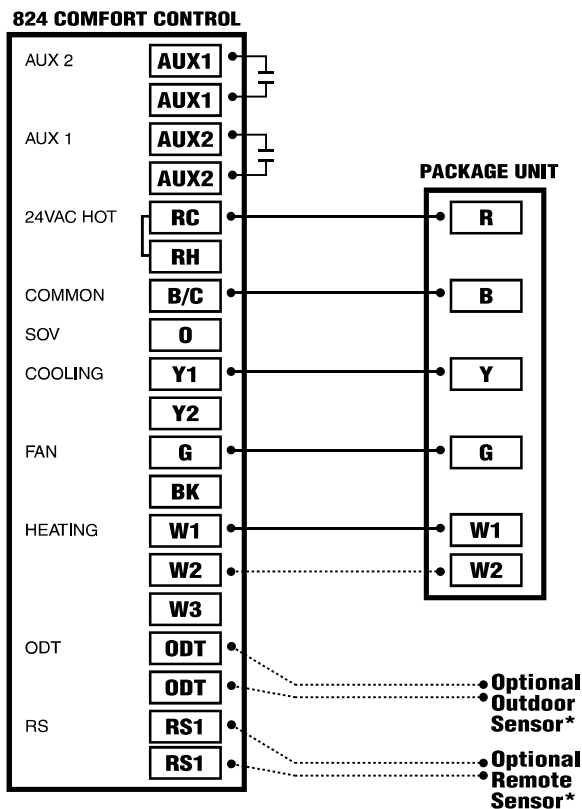 824 COMFORT CONTROL
AUX 2 AUX1
AUX1
AUX 1 AUX2
AUX2
PACKAGE UNIT
24VAC HOT RC R
RH
COMMON B/C B
SOV O
COOLING Y1 Y
Y2
FAN G G
BK
HEATING W1 W1
W2 W2
W3
ODT ODT
ODT
Optional
Outdoor
Sensor*
RS RS1
RS1
Optional
Remote
Sensor*